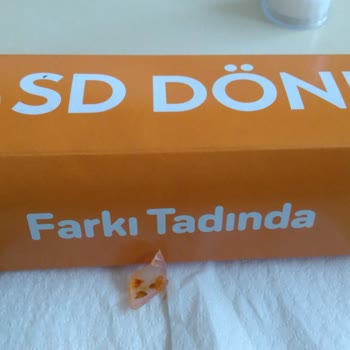 SD DÖN
Farkı Tadında